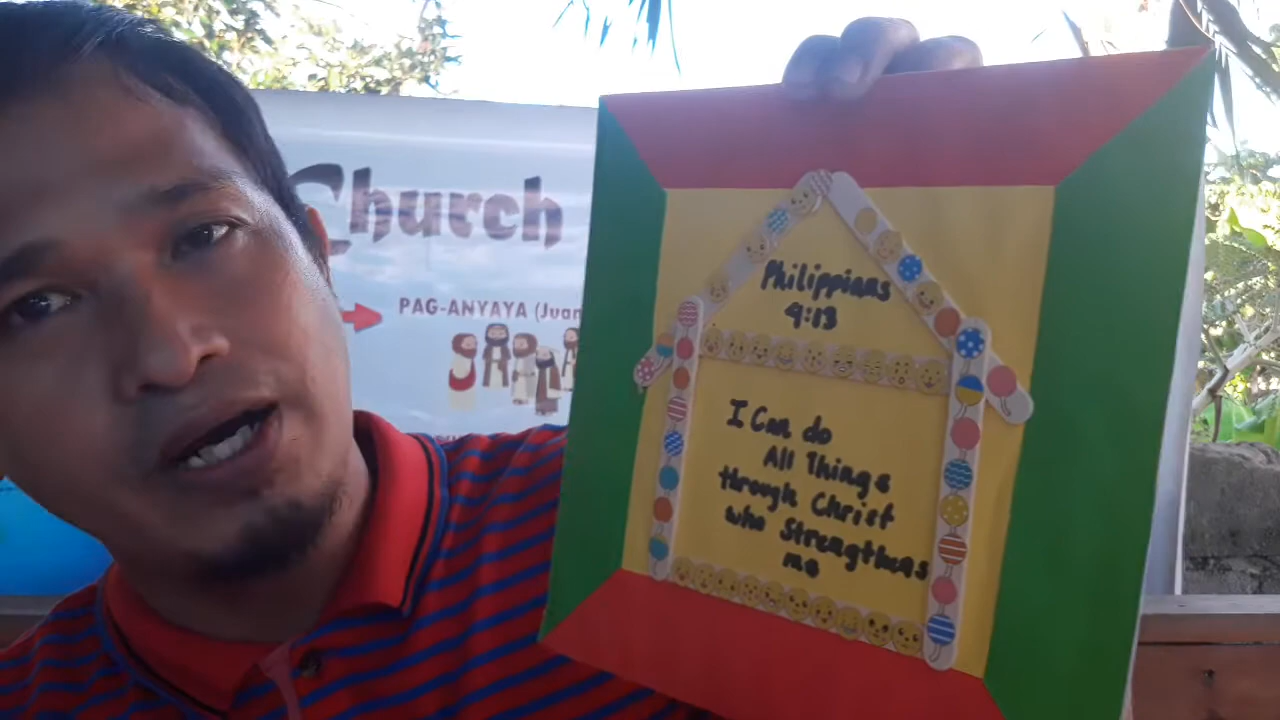 Church
PAG-ANYAYA (Juan
Philippians
4:13
I Can do
All Things
through Christ
who Strengthens
me